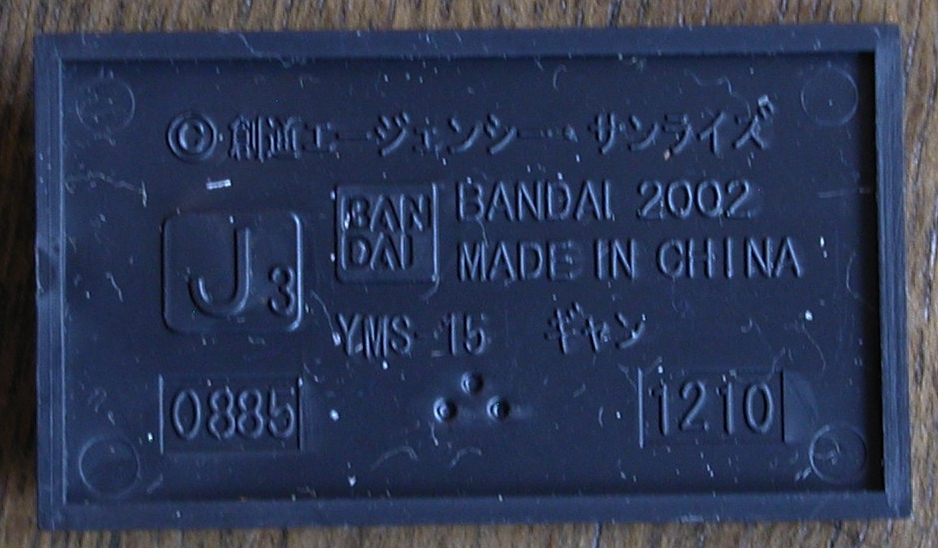 ©創通エージェンシー・サンライズ
BAN
DAI
BANDAI 2002
MADE IN CHINA
J3
YMS-15 ギャン
0885
1210